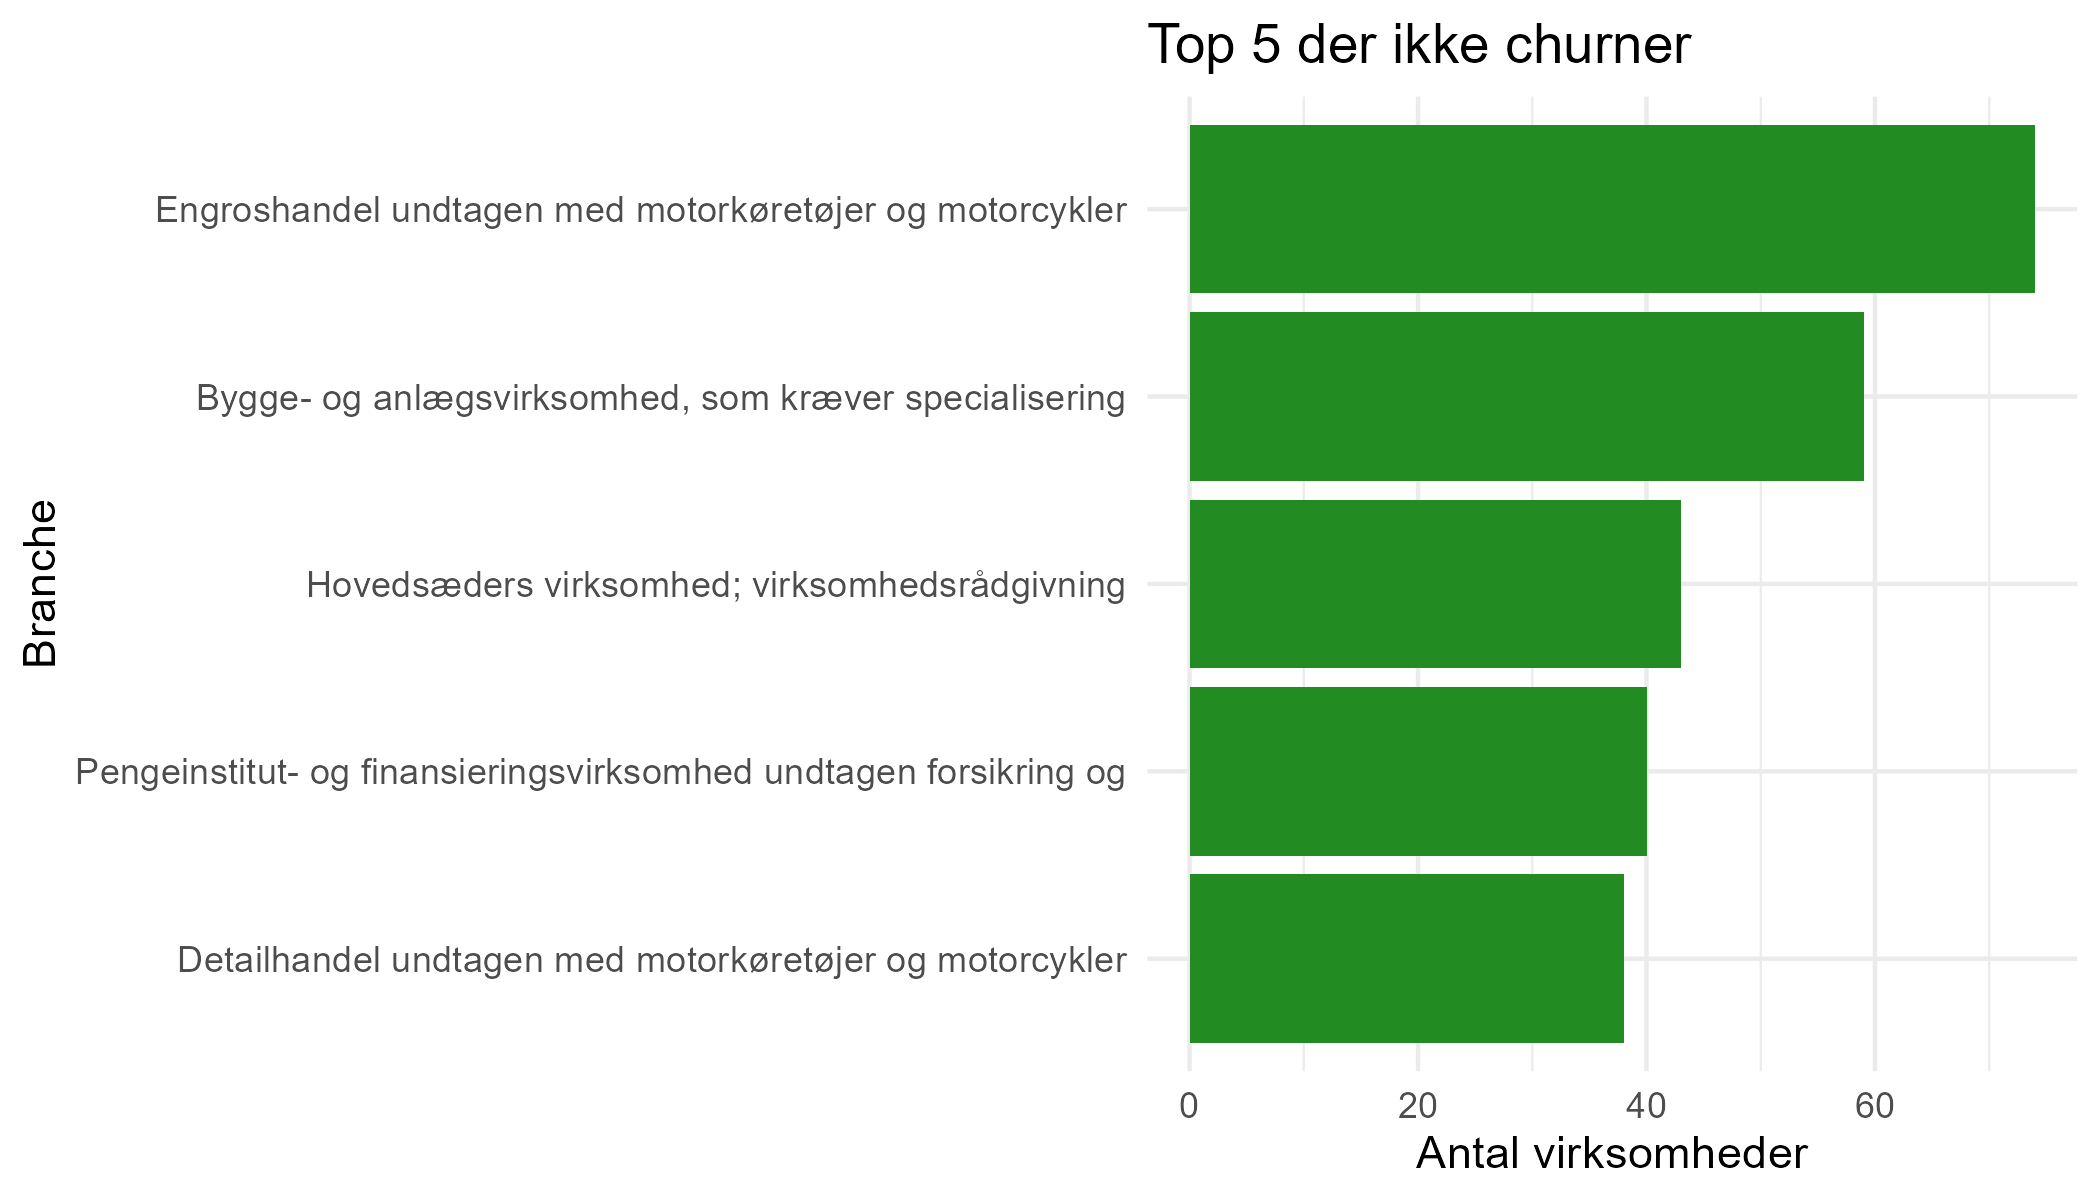 Top 5 der ikke churner
Engroshandel undtagen med motorkøretøjer og motorcykler
Bygge- og anlægsvirksomhed, som kræver specialisering
Hovedsæders virksomhed; virksomhedsrådgivning
Pengeinstitut- og finansieringsvirksomhed undtagen forsikring og
Detailhandel undtagen med motorkøretøjer og motorcykler
Branche
0 20 40 60
Antal virksomheder